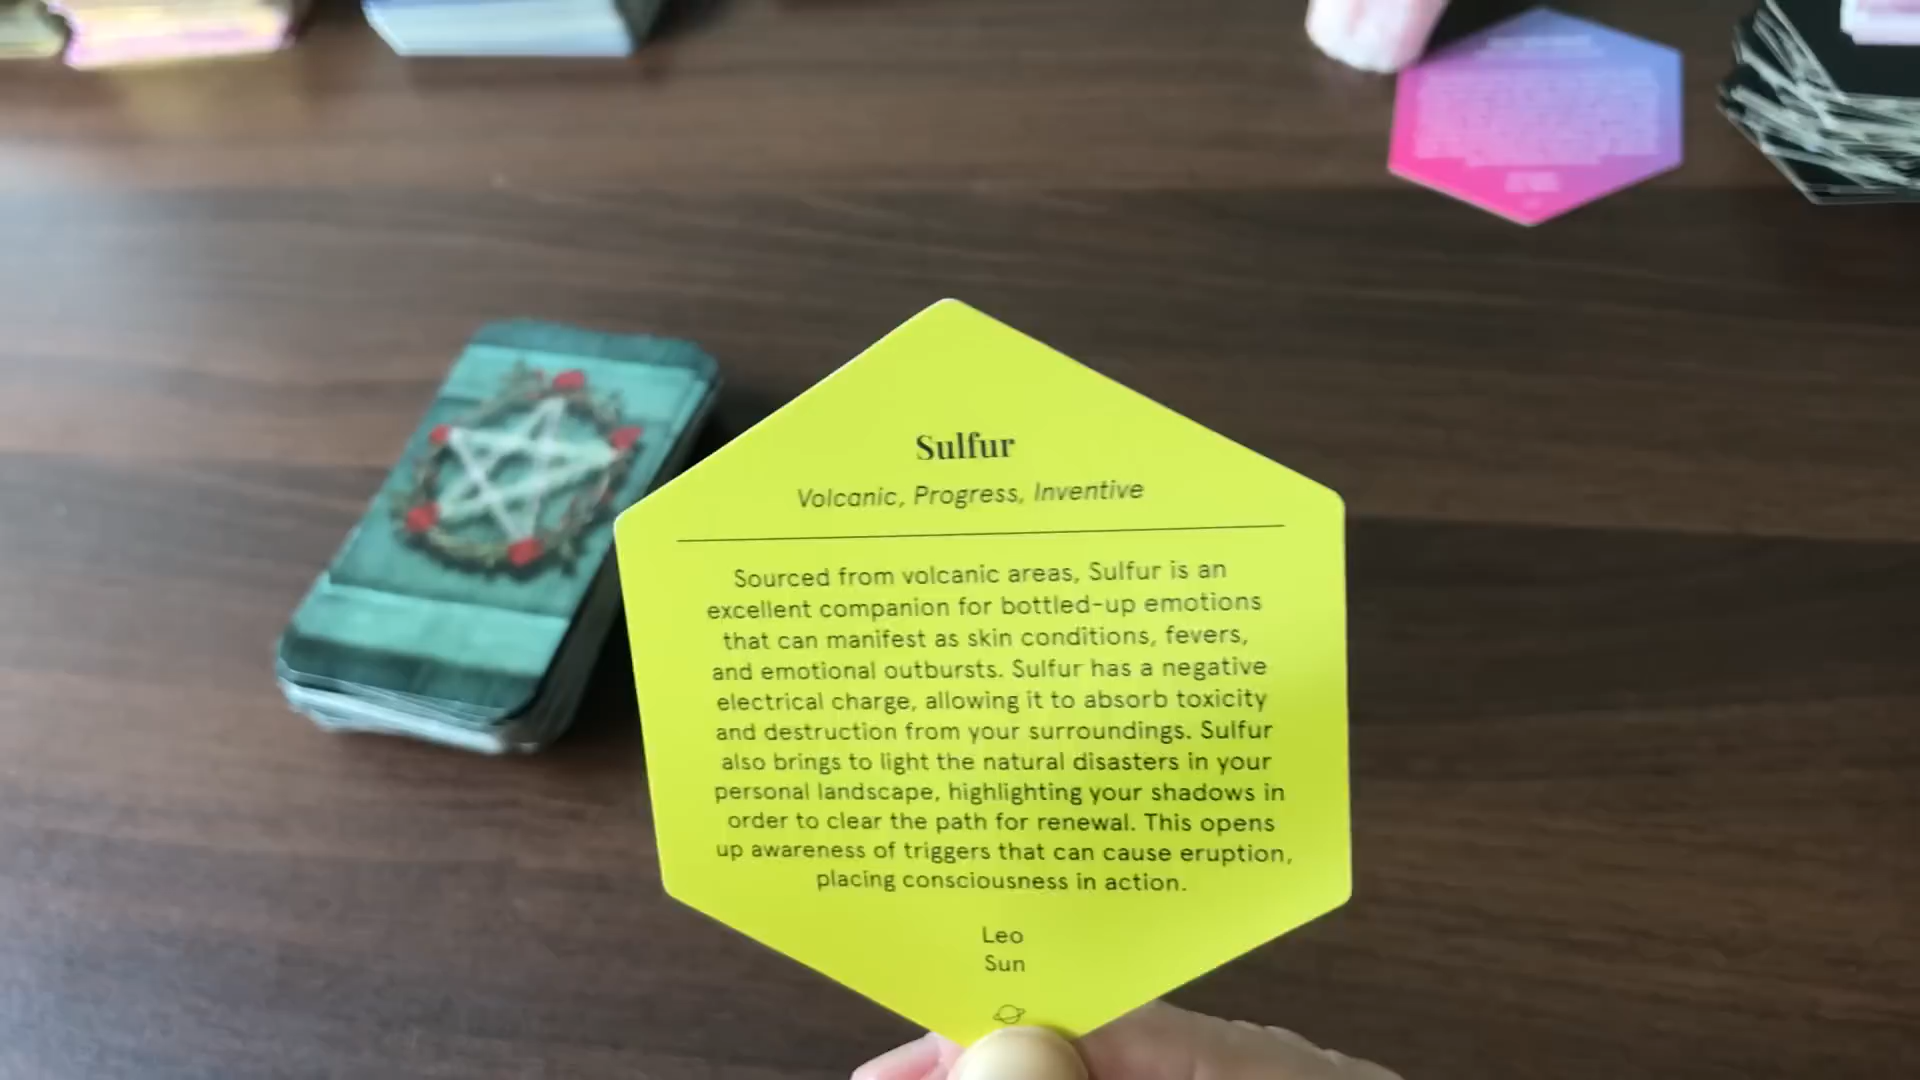 Sulfur
Volcanic, Progress, Inventive
Sourced from volcanic areas, Sulfur is an
excellent companion for bottled-up emotions
that can manifest as skin conditions, fevers,
and emotional outbursts. Sulfur has a negative
electrical charge, allowing it to absorb toxicity
and destruction from your surroundings. Sulfur
also brings to light the natural disasters in your
personal landscape, highlighting your shadows in
order to clear the path for renewal. This opens
up awareness of triggers that can cause eruption,
placing consciousness in action.
Leo
Sun